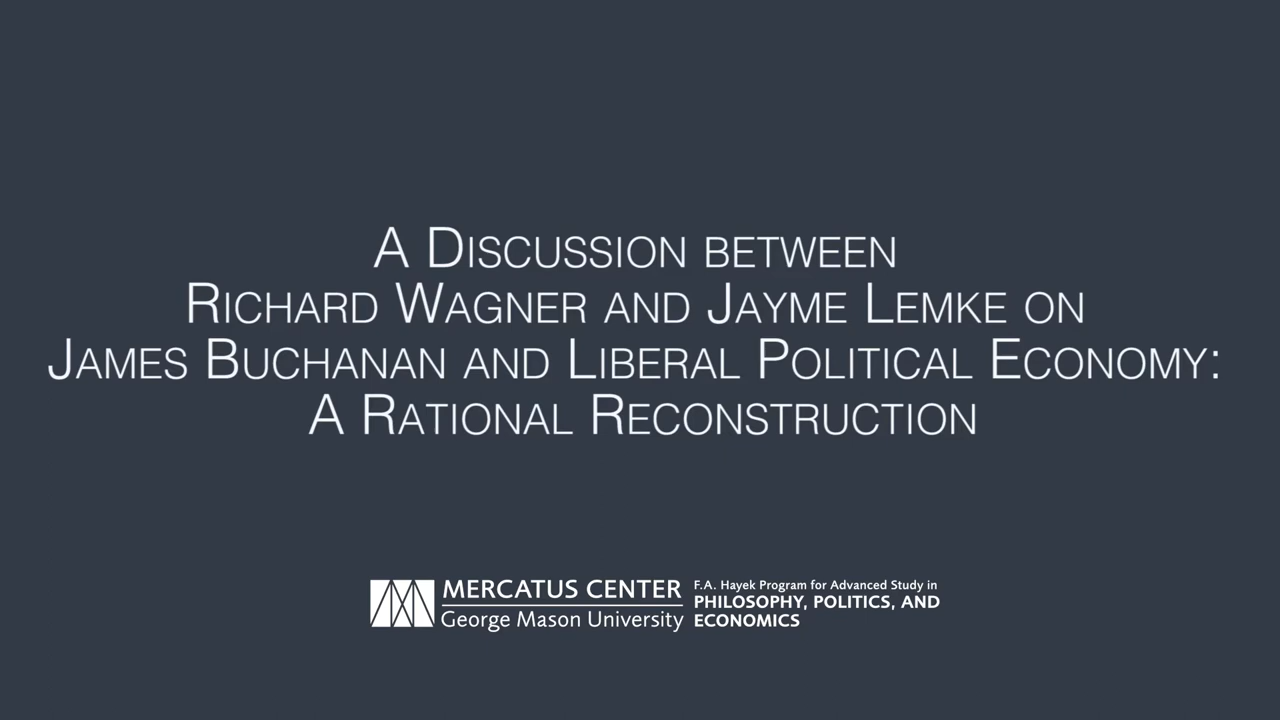 A Discussion between
Richard Wagner and Jayme Lemke on
James Buchanan and Liberal Political Economy:
A Rational Reconstruction
MERCATUS CENTER
George Mason University
F.A. Hayek Program for Advanced Study in
PHILOSOPHY, POLITICS, AND
ECONOMICS